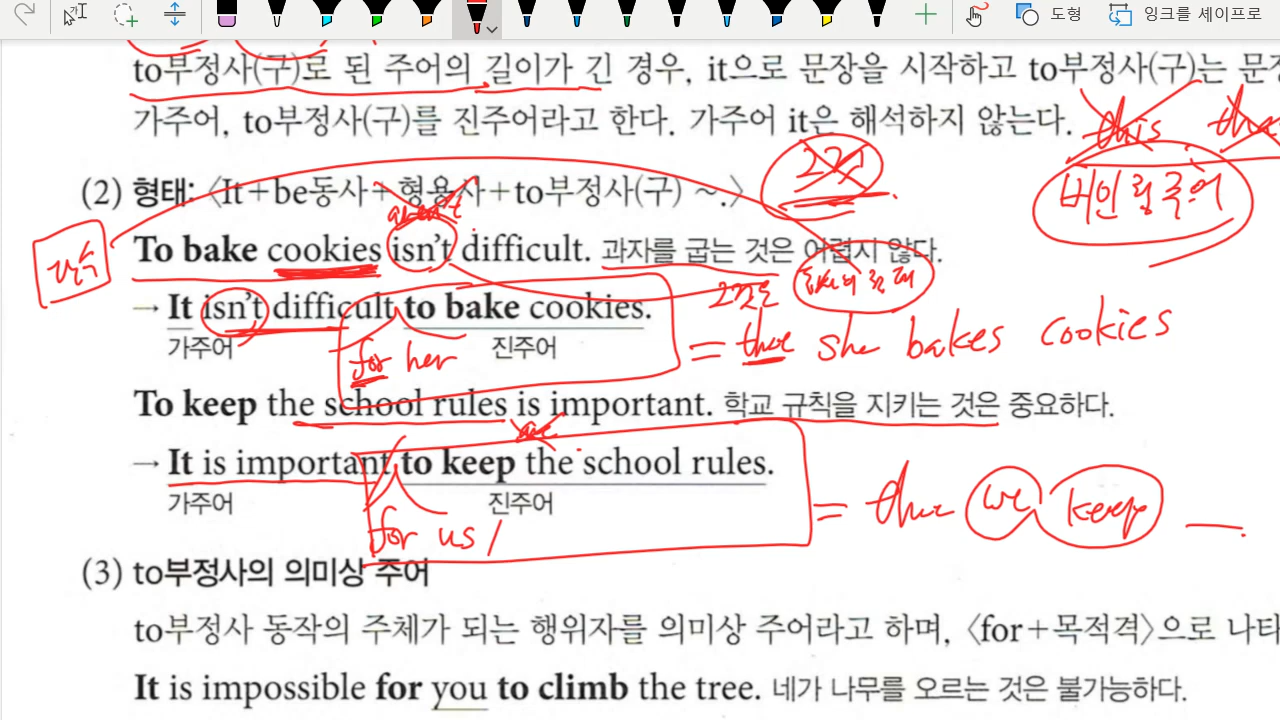 도형 잉크를 셰이프로
to부정사(구)로 된 주어의 길이가 긴 경우, it으로 문장을 시작하고 to부정사(구)는 문장
가주어, to부정사(구)를 진주어라고 한다. 가주어 it은 해석하지 않는다. this
(2) 형태: 〈It+be동사+형용사+to부정사(구) ~.〉 그것
aren't
To bake cookies isn't difficult. 과자를 굽는 것은 어렵지 않다.
단수
→ It isn't difficult to bake cookies.
가주어 진주어
for her = that she bakes cookies
To keep the school rules is important. 학교 규칙을 지키는 것은 중요하다.
are
→ It is important to keep the school rules.
가주어 진주어
for us / = that we keep
(3) to부정사의 의미상 주어
to부정사 동작의 주체가 되는 행위자를 의미상 주어라고 하며, 〈for+목적격〉으로 나타
It is impossible for you to climb the tree. 네가 나무를 오르는 것은 불가능하다.